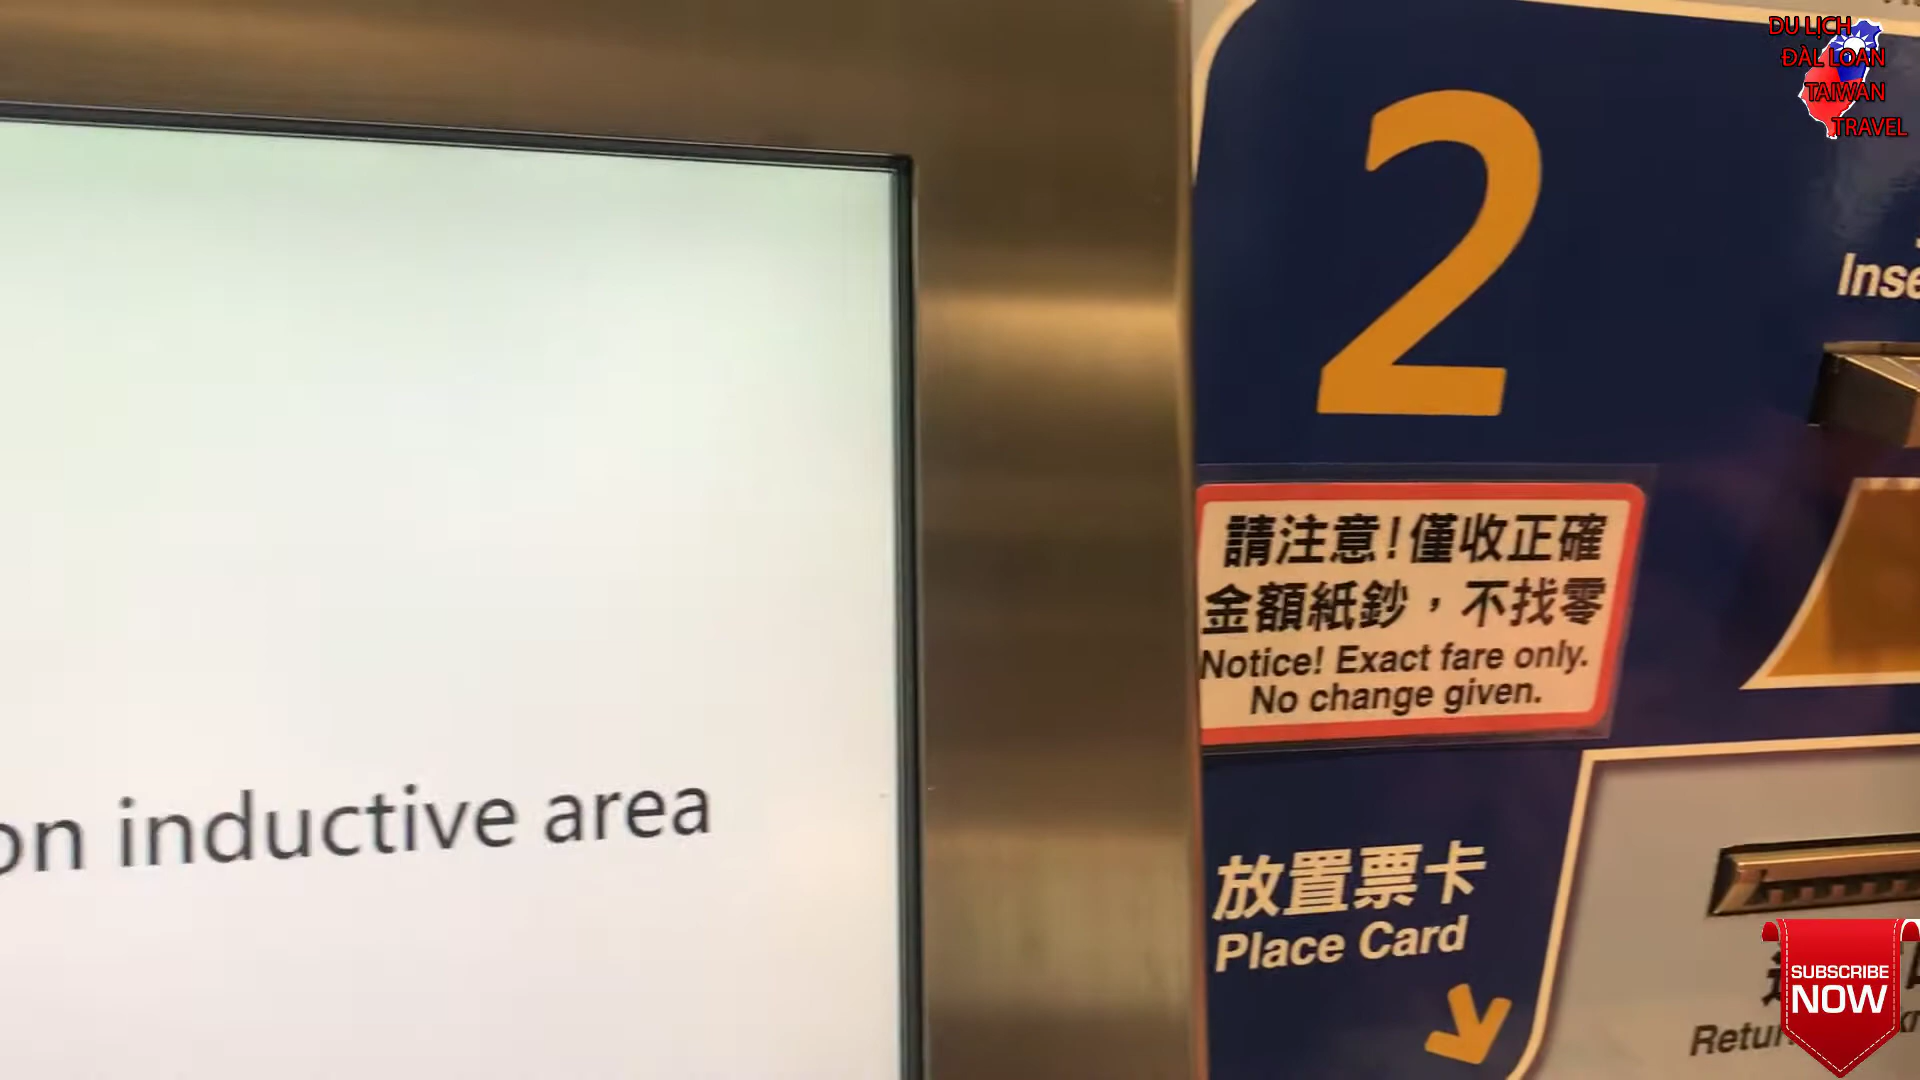 DU LỊCH
ĐÀI LOAN
TAIWAN
TRAVEL
2
請注意!僅收正確
金額紙鈔,不找零
Notice! Exact fare only.
No change given.
on inductive area
放置票卡
Place Card
SUBSCRIBE
NOW